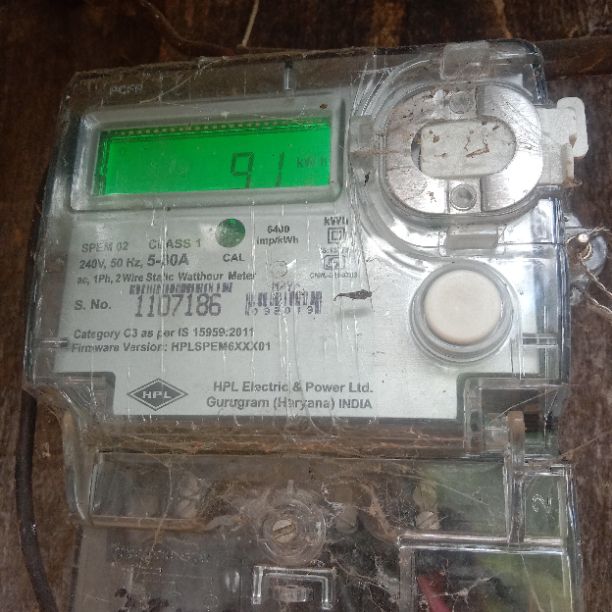 91 kWh
SPEM 02 CLASS 1
6400
imp/kWh
kWh
240V, 50 Hz, 5-30A CAL
ac, 1Ph, 2 Wire Static Watthour Meter
S. No. 1107186
Category C3 as per IS 15959:2011
Firmware Version: HPLSPEM6XXX01
HPL
HPL Electric & Power Ltd.
Gurugram (Haryana) INDIA